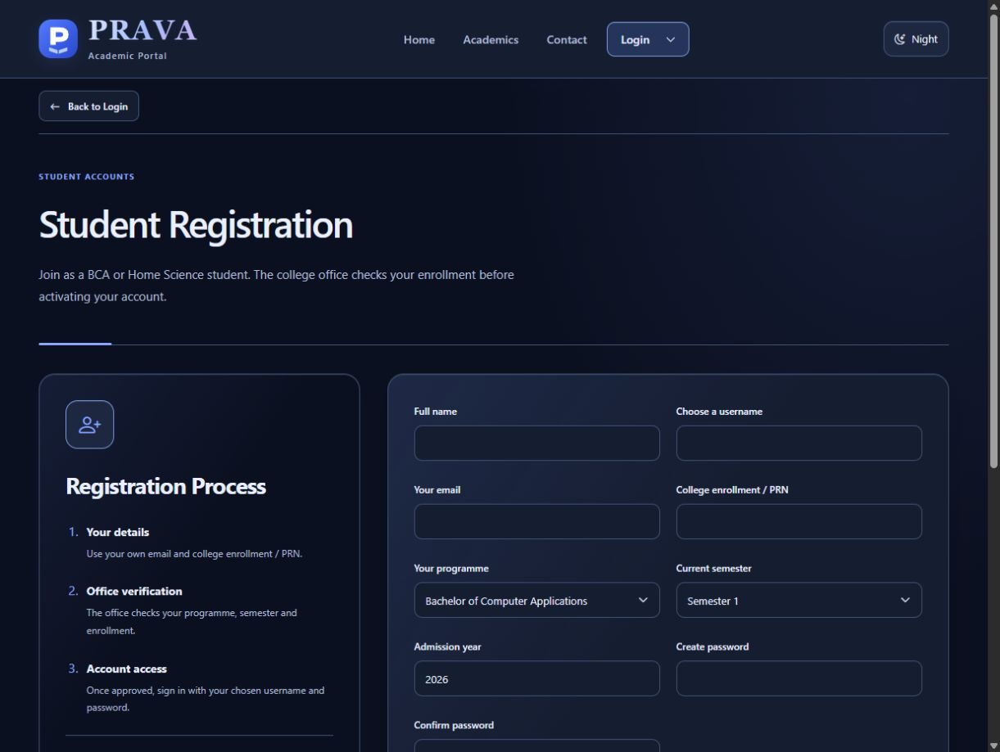 PRAVA
Academic Portal
Home
Academics
Contact
Login
Night
Back to Login
STUDENT ACCOUNTS
Student Registration
Join as a BCA or Home Science student. The college office checks your enrollment before
activating your account.
Registration Process
1. Your details
Use your own email and college enrollment / PRN.
2. Office verification
The office checks your programme, semester and
enrollment.
3. Account access
Once approved, sign in with your chosen username and
password.
Full name
Choose a username
Your email
College enrollment / PRN
Your programme
Current semester
Bachelor of Computer Applications
Semester 1
Admission year
Create password
2026
Confirm password